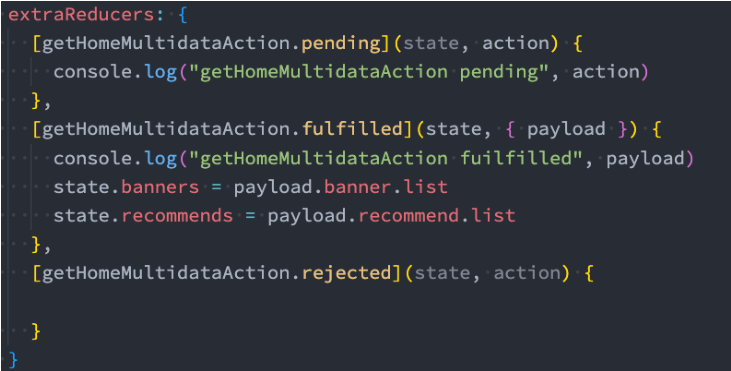 extraReducers: {
[getHomeMultidataAction.pending](state, action) {
console.log("getHomeMultidataAction pending", action)
},
[getHomeMultidataAction.fulfilled](state, { payload }) {
console.log("getHomeMultidataAction fuilfilled", payload)
state.banners = payload.banner.list
state.recommends = payload.recommend.list
},
[getHomeMultidataAction.rejected](state, action) {
}
}